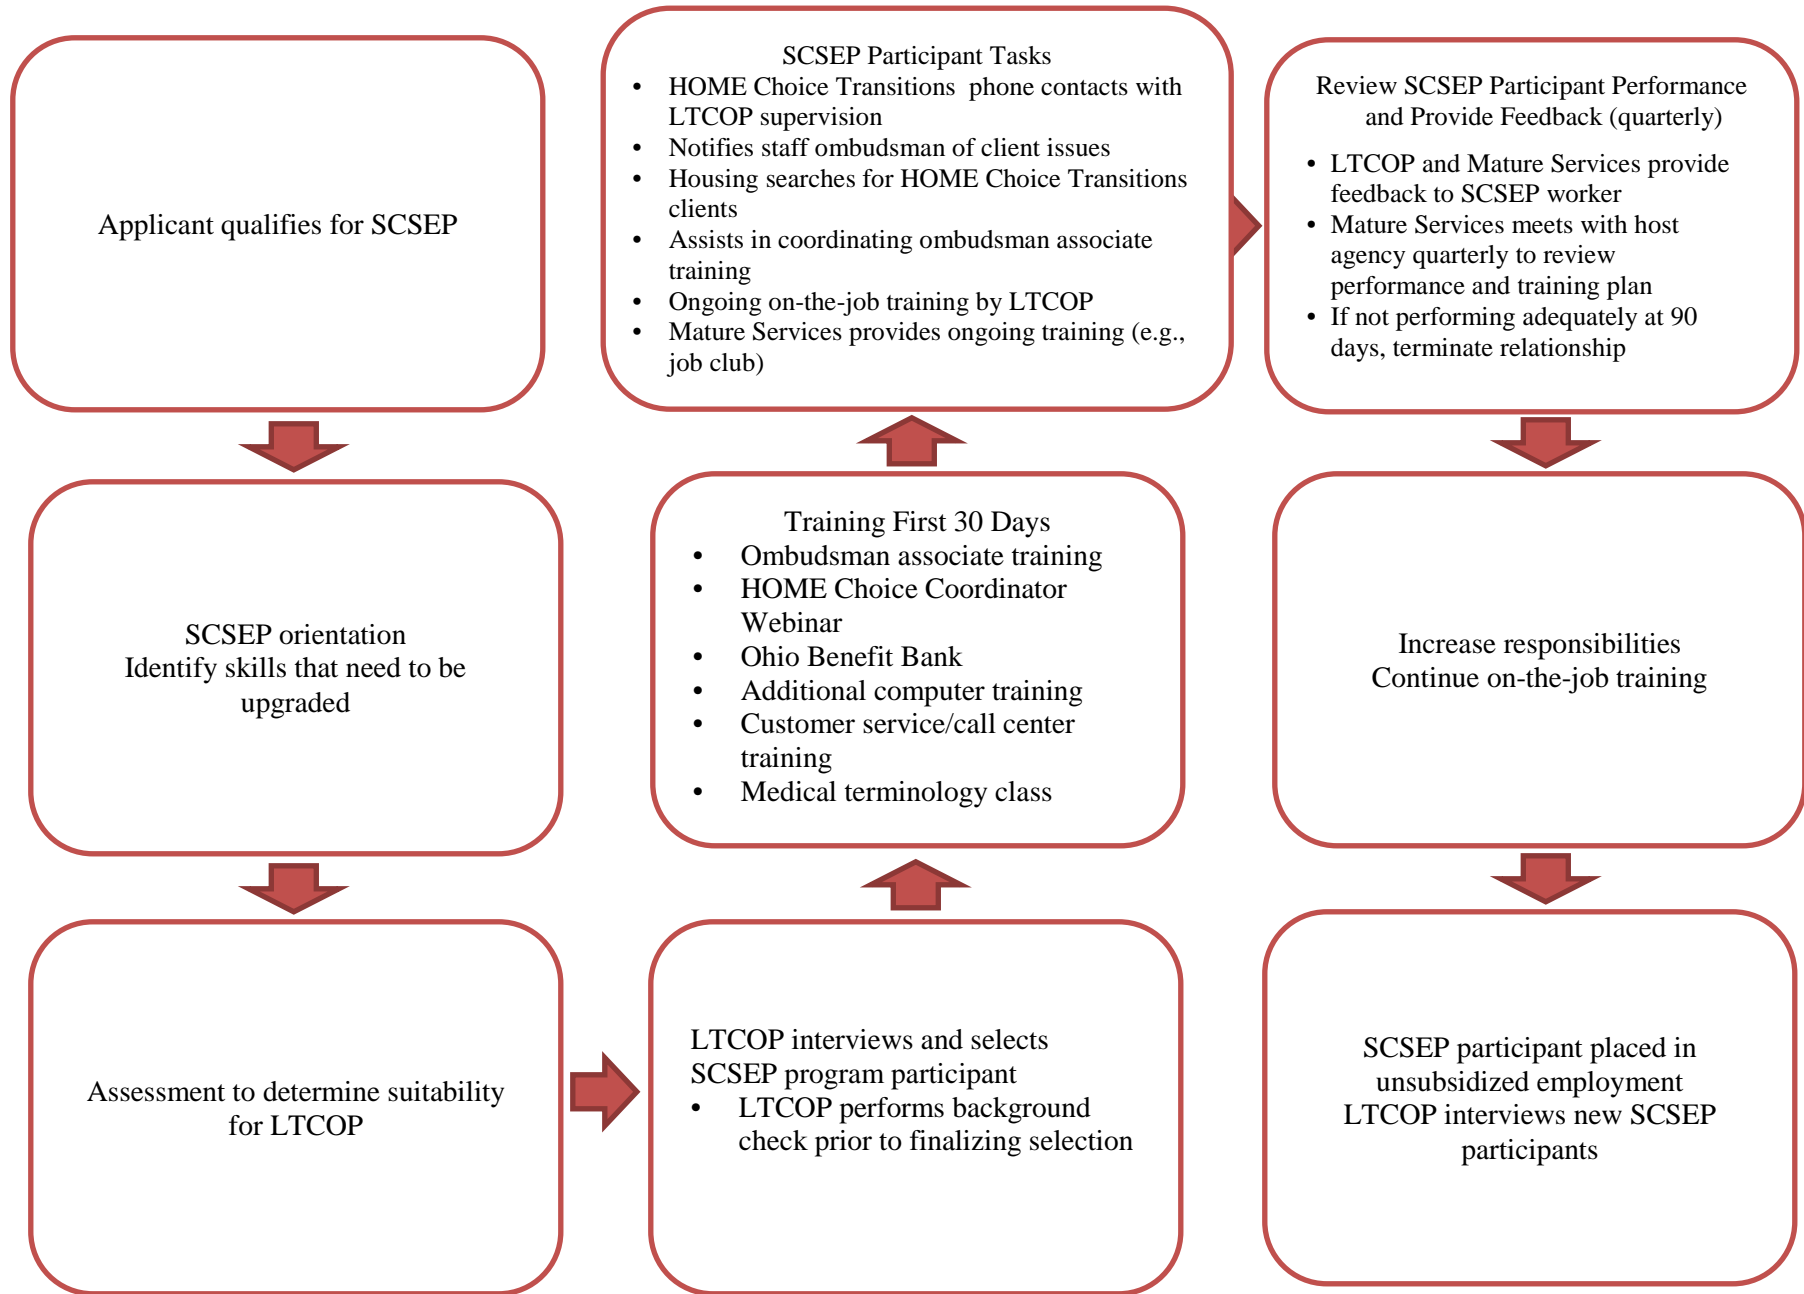 Applicant qualifies for SCSEP
SCSEP orientation
Identify skills that need to be
upgraded
Assessment to determine suitability
for LTCOP
LTCOP interviews and selects
SCSEP program participant
• LTCOP performs background
check prior to finalizing selection
Training First 30 Days
• Ombudsman associate training
• HOME Choice Coordinator
Webinar
• Ohio Benefit Bank
• Additional computer training
• Customer service/call center
training
• Medical terminology class
SCSEP Participant Tasks
• HOME Choice Transitions phone contacts with
LTCOP supervision
• Notifies staff ombudsman of client issues
• Housing searches for HOME Choice Transitions
clients
• Assists in coordinating ombudsman associate
training
• Ongoing on-the-job training by LTCOP
• Mature Services provides ongoing training (e.g.,
job club)
Review SCSEP Participant Performance
and Provide Feedback (quarterly)
• LTCOP and Mature Services provide
feedback to SCSEP worker
• Mature Services meets with host
agency quarterly to review
performance and training plan
• If not performing adequately at 90
days, terminate relationship
Increase responsibilities
Continue on-the-job training
SCSEP participant placed in
unsubsidized employment
LTCOP interviews new SCSEP
participants